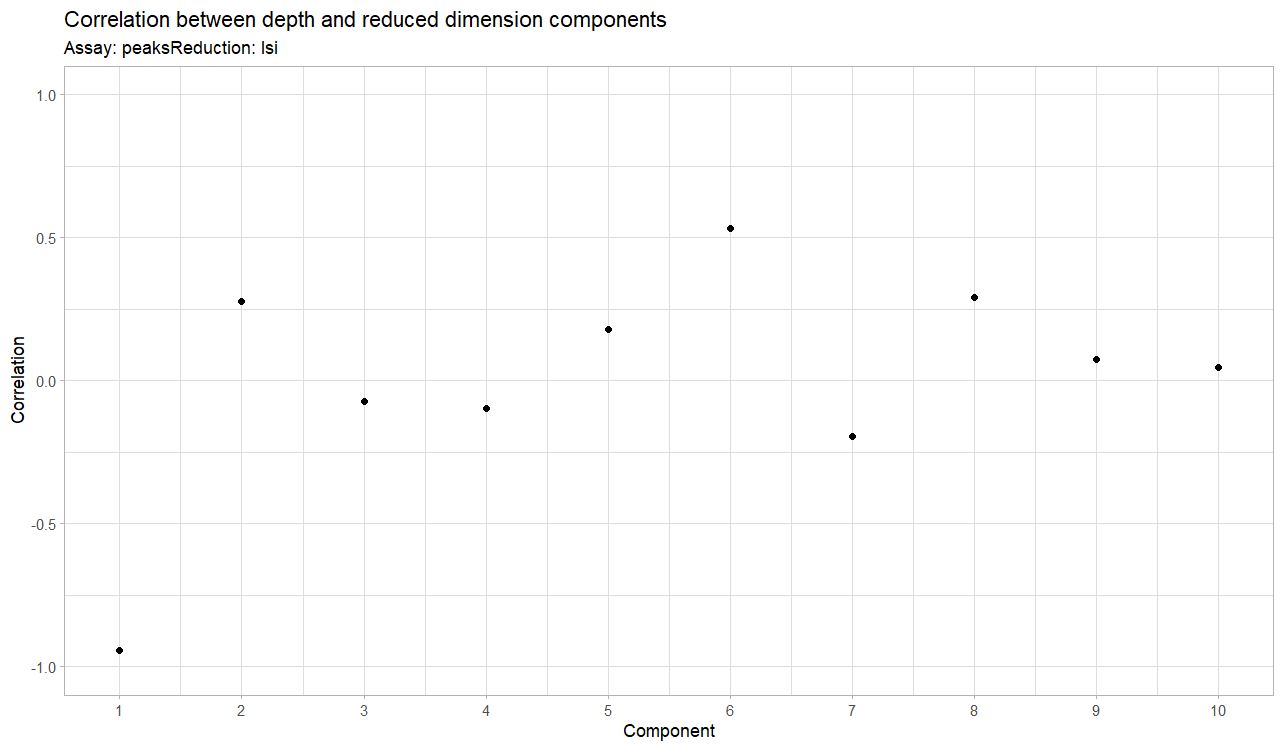 Correlation between depth and reduced dimension components
Assay: peaksReduction: lsi
1.0
0.5
0.0
-0.5
-1.0
Correlation
1 2 3 4 5 6 7 8 9 10
Component